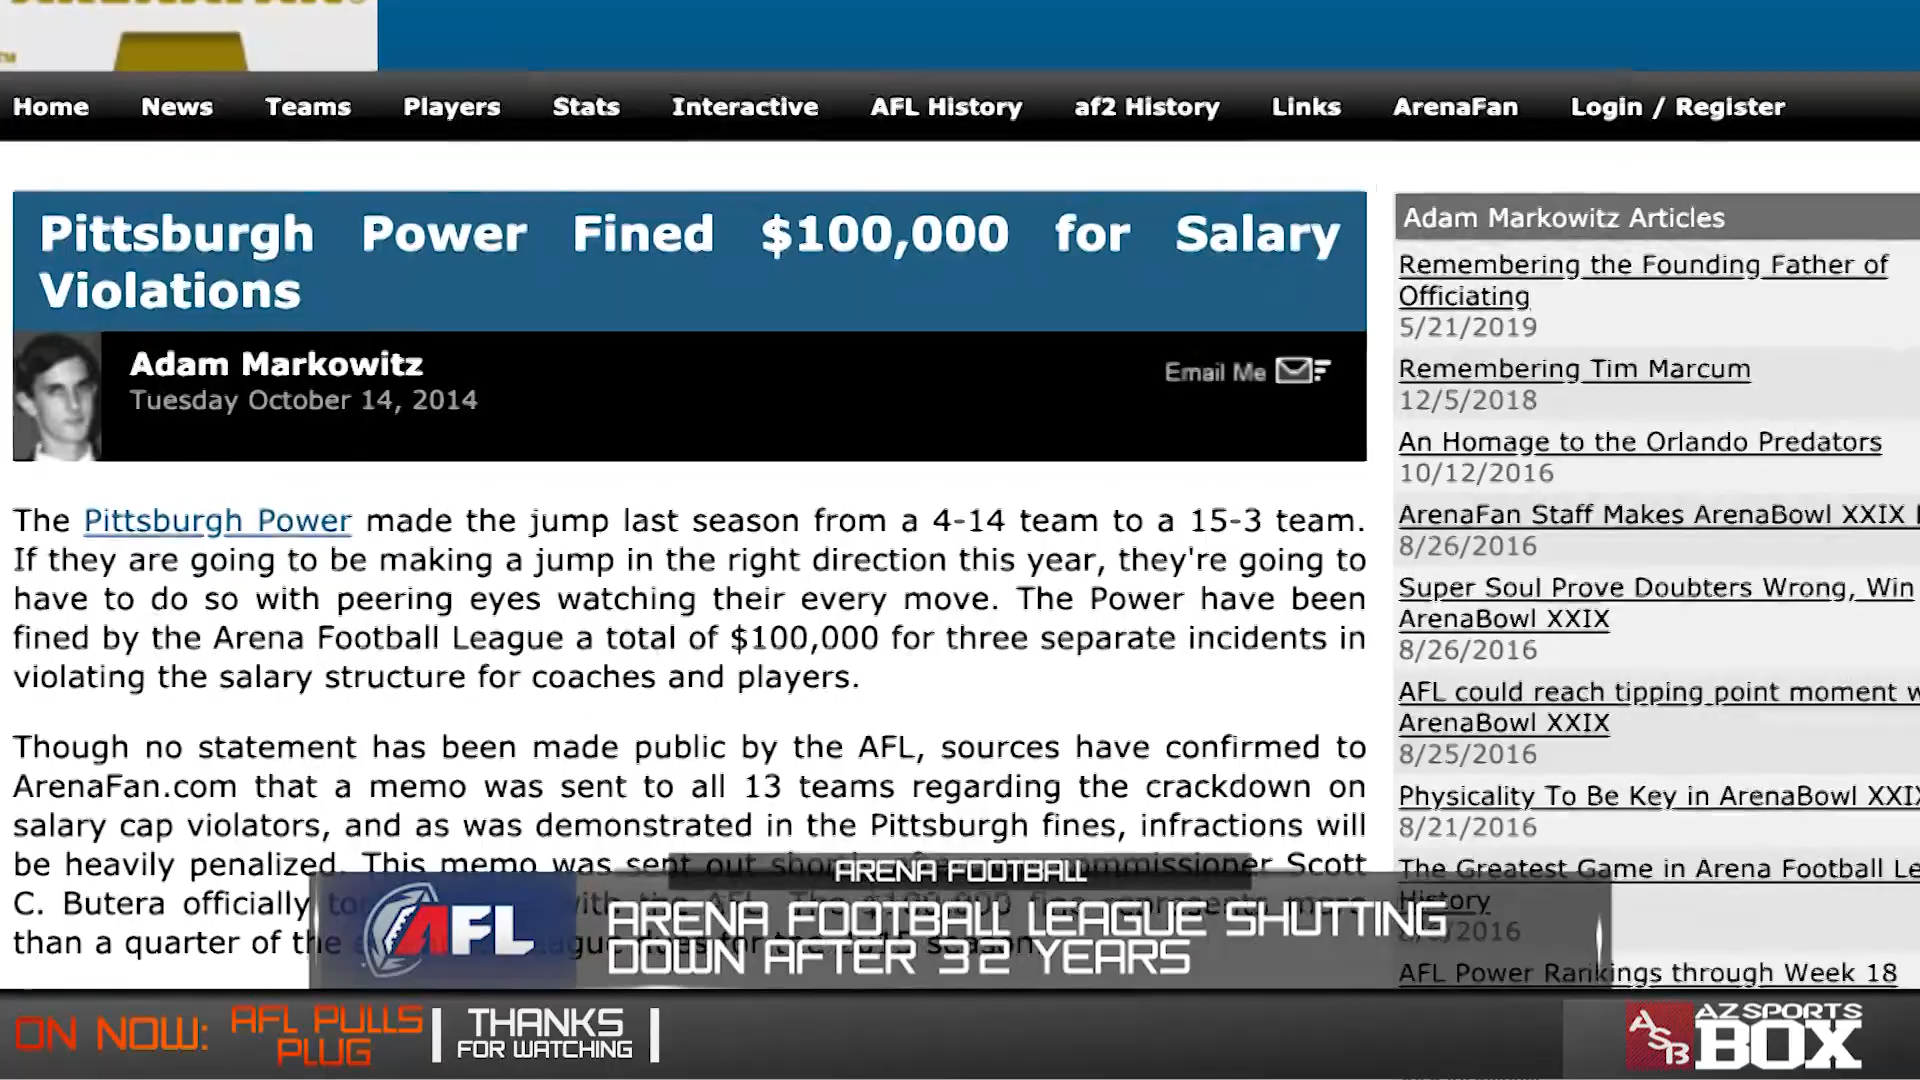 Home News Teams Players Stats Interactive AFL History af2 History Links ArenaFan Login / Register
Pittsburgh Power Fined $100,000 for Salary
Violations
Adam Markowitz
Tuesday October 14, 2014
Email Me
The Pittsburgh Power made the jump last season from a 4-14 team to a 15-3 team.
If they are going to be making a jump in the right direction this year, they're going to
have to do so with peering eyes watching their every move. The Power have been
fined by the Arena Football League a total of $100,000 for three separate incidents in
violating the salary structure for coaches and players.
Though no statement has been made public by the AFL, sources have confirmed to
ArenaFan.com that a memo was sent to all 13 teams regarding the crackdown on
salary cap violators, and as was demonstrated in the Pittsburgh fines, infractions will
be heavily penalized. This memo was sent out Scott
C. Butera officially
than a quarter of the
Adam Markowitz Articles
Remembering the Founding Father of
Officiating
5/21/2019
Remembering Tim Marcum
12/5/2018
An Homage to the Orlando Predators
10/12/2016
ArenaFan Staff Makes ArenaBowl XXIX
8/26/2016
Super Soul Prove Doubters Wrong, Win
ArenaBowl XXIX
8/26/2016
AFL could reach tipping point moment
ArenaBowl XXIX
8/25/2016
Physicality To Be Key in ArenaBowl
8/21/2016
The Greatest Game in Arena Football
History
AFL Power Rankings through Week 18
ARENA FOOTBALL
AFL
ARENA FOOTBALL LEAGUE SHUTTING
DOWN AFTER 32 YEARS
ON NOW: AFL PULLS
PLUG
THANKS
FOR WATCHING
ASB
AZ SPORTS
BOX